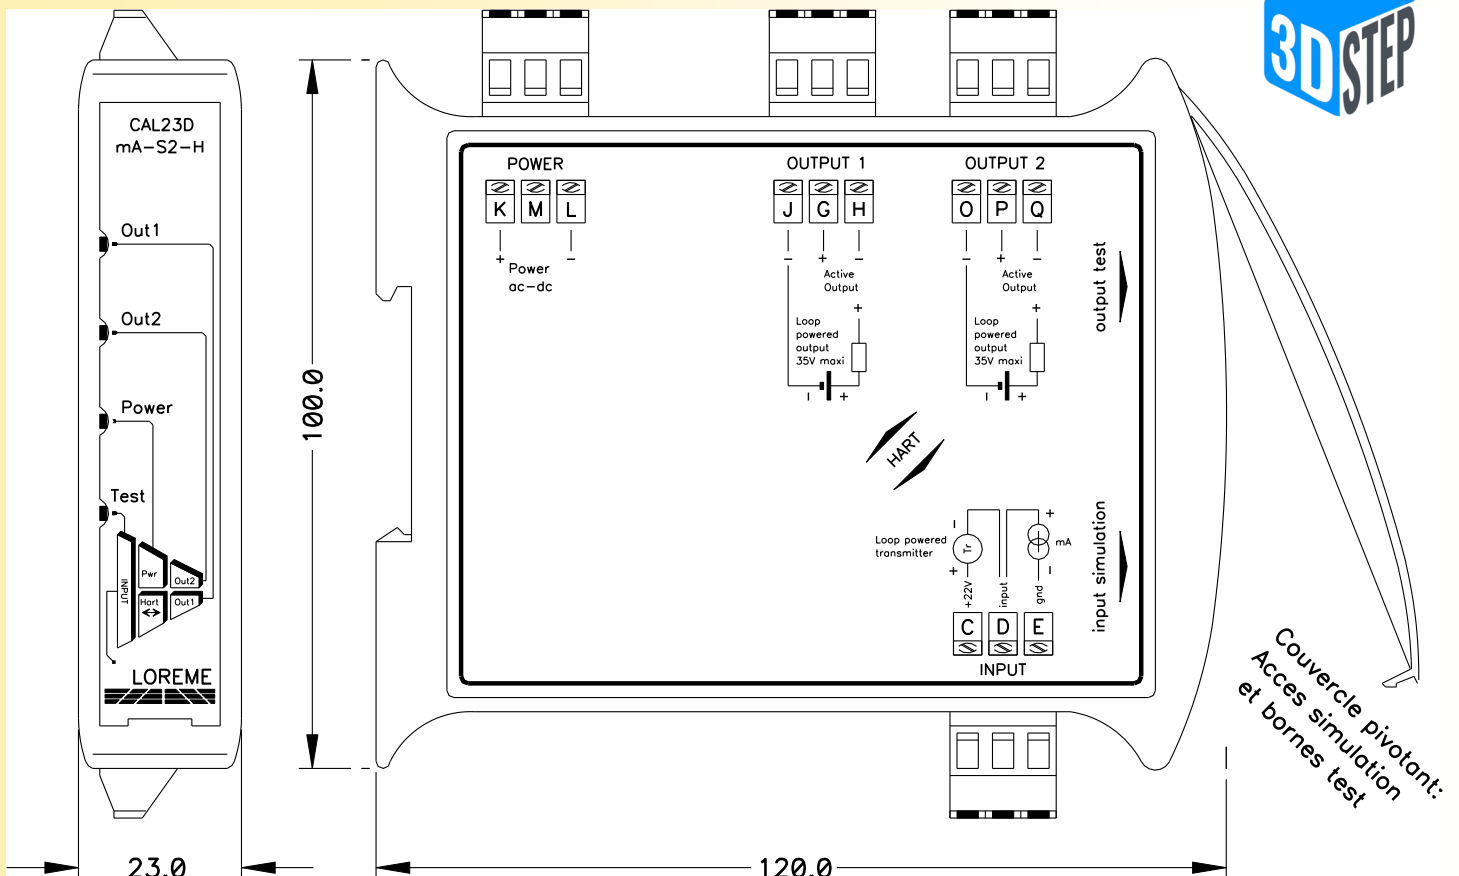 3D STEP
CAL23D
mA-S2-H
Out1
Out2
Power
Test
INPUT
Pwr
Out2
Hart
Out1
LOREME
23.0
100.0
120.0
POWER
K M L
+ -
Power
ac-dc
OUTPUT 1
J G H
- + -
Active
Output
+
Loop
powered
output
35V maxi
- +
OUTPUT 2
O P Q
- + -
Active
Output
+
Loop
powered
output
35V maxi
- +
output test
HART
input simulation
Loop powered
transmitter
- +
Tr
mA
+ -
+22V
input
gnd
C D E
INPUT
Couvercle pivotant:
Acces simulation
et bornes test